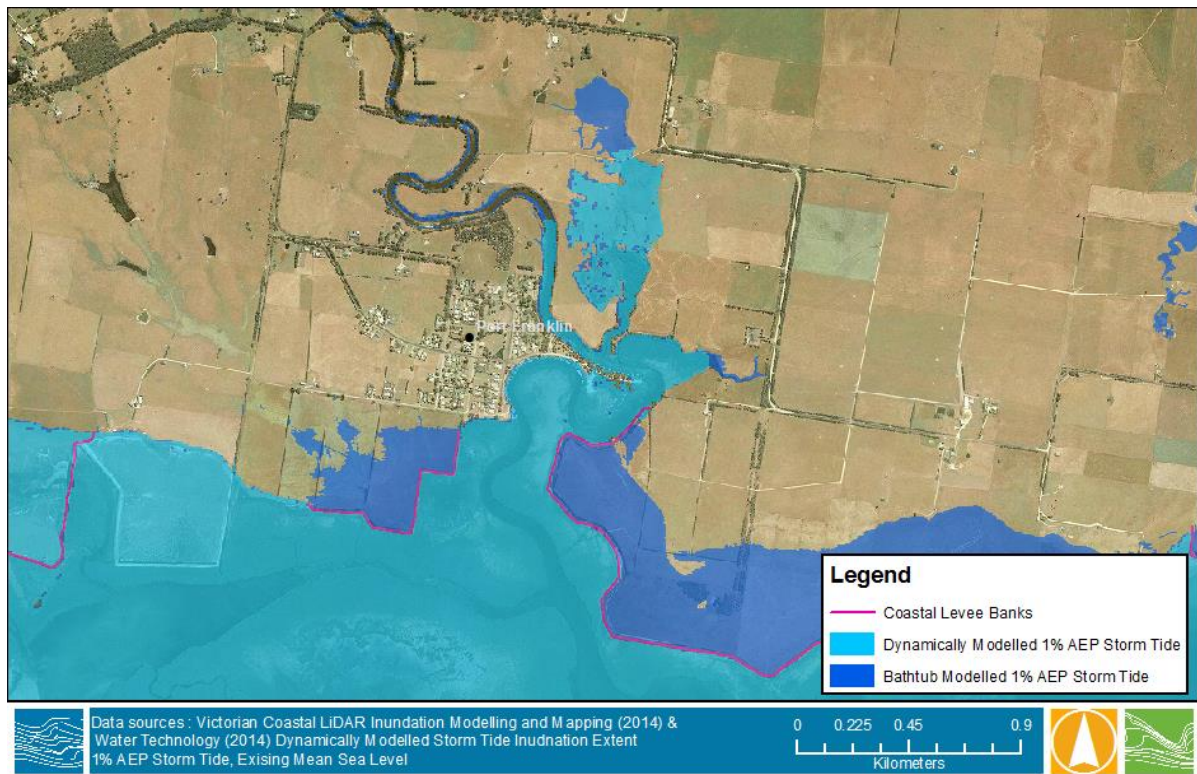 Port Franklin
Legend
Coastal Levee Banks
Dynamically Modelled 1% AEP Storm Tide
Bathtub Modelled 1% AEP Storm Tide
Data sources : Victorian Coastal LiDAR Inundation Modelling and Mapping (2014) &
Water Technology (2014) Dynamically Modelled Storm Tide Inudnation Extent
1% AEP Storm Tide, Exising Mean Sea Level
0 0.225 0.45 0.9
Kilometers